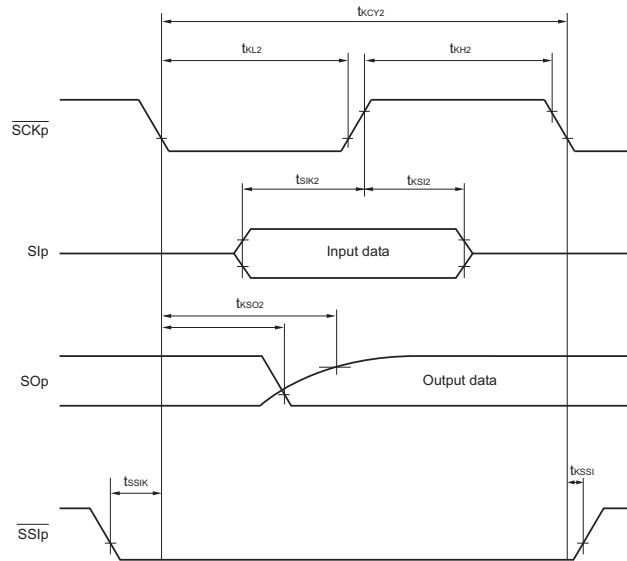 tKCY2
tKL2
tKH2
SCKp
tSIK2
tKSI2
SIp
Input data
tKSO2
SOp
Output data
tSSIK
tKSSI
SSIp